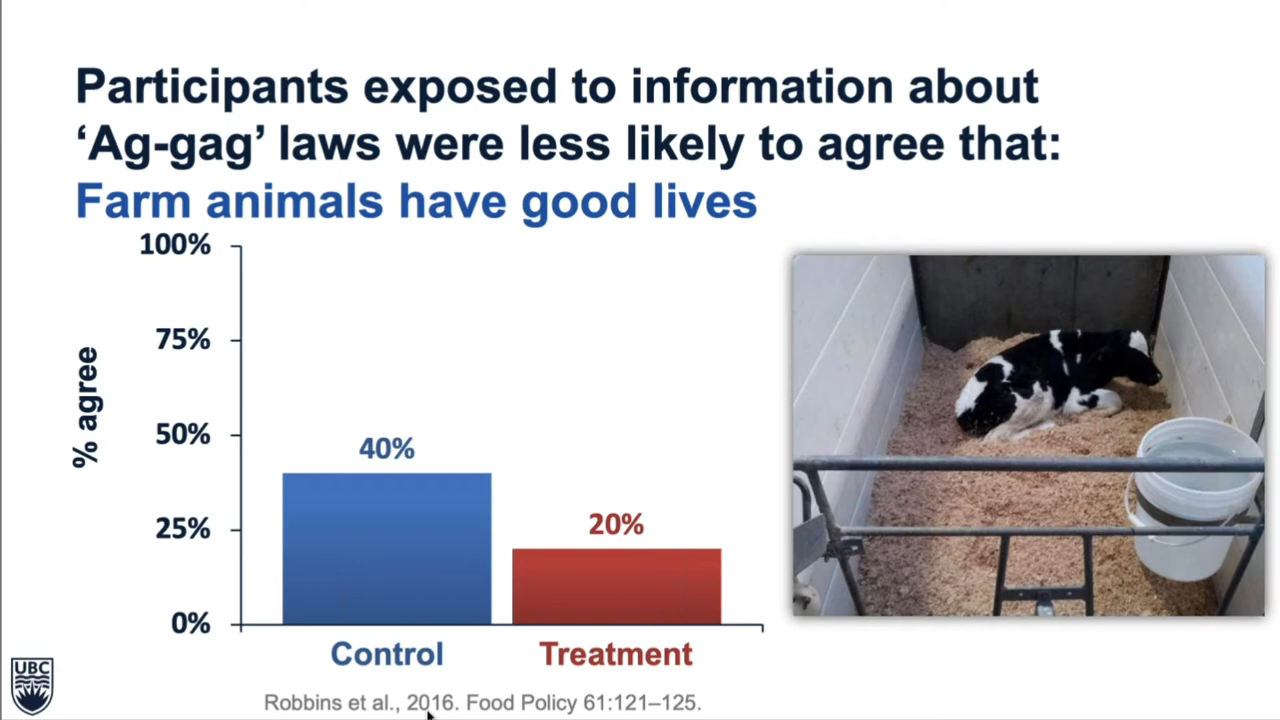 Participants exposed to information about
‘Ag-gag’ laws were less likely to agree that:
Farm animals have good lives
100%
75%
50%
25%
0%
% agree
40%
20%
Control
Treatment
UBC
Robbins et al., 2016. Food Policy 61:121–125.